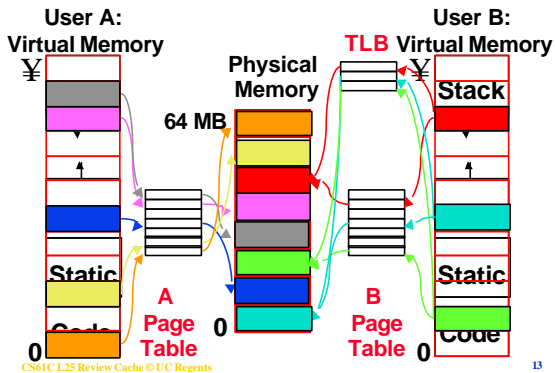 User A:
Virtual Memory
¥
Static
Code
0
A
Page
Table
Physical
Memory
64 MB
0
TLB
B
Page
Table
User B:
Virtual Memory
¥
Stack
Static
Code
0
CS61C L25 Review Cache © UC Regents
13